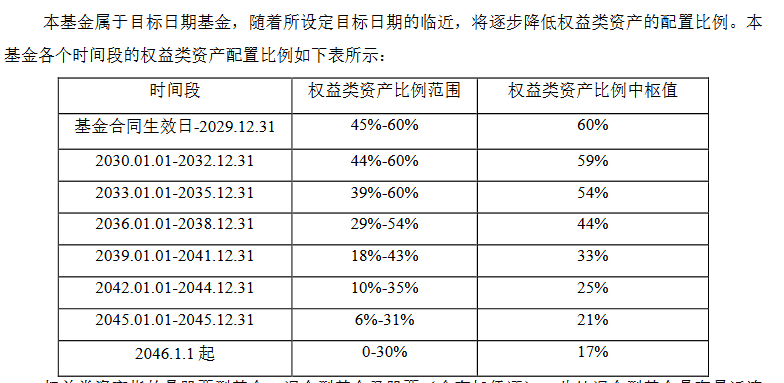 本基金属于目标日期基金，随着所设定目标日期的临近，将逐步降低权益类资产的配置比例。本
基金各个时间段的权益类资产配置比例如下表所示：
时间段 权益类资产比例范围 权益类资产比例中枢值
基金合同生效日-2029.12.31 45%-60% 60%
2030.01.01-2032.12.31 44%-60% 59%
2033.01.01-2035.12.31 39%-60% 54%
2036.01.01-2038.12.31 29%-54% 44%
2039.01.01-2041.12.31 18%-43% 33%
2042.01.01-2044.12.31 10%-35% 25%
2045.01.01-2045.12.31 6%-31% 21%
2046.1.1 起 0-30% 17%